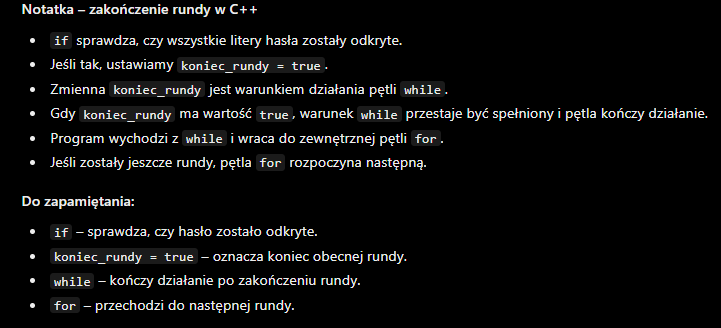 Notatka – zakończenie rundy w C++
• if sprawdza, czy wszystkie litery hasła zostały odkryte.
• Jeśli tak, ustawiamy koniec_rundy = true.
• Zmienna koniec_rundy jest warunkiem działania pętli while.
• Gdy koniec_rundy ma wartość true, warunek while przestaje być spełniony i pętla kończy działanie.
• Program wychodzi z while i wraca do zewnętrznej pętli for.
• Jeśli zostały jeszcze rundy, pętla for rozpoczyna następną.
Do zapamiętania:
• if – sprawdza, czy hasło zostało odkryte.
• koniec_rundy = true – oznacza koniec obecnej rundy.
• while – kończy działanie po zakończeniu rundy.
• for – przechodzi do następnej rundy.